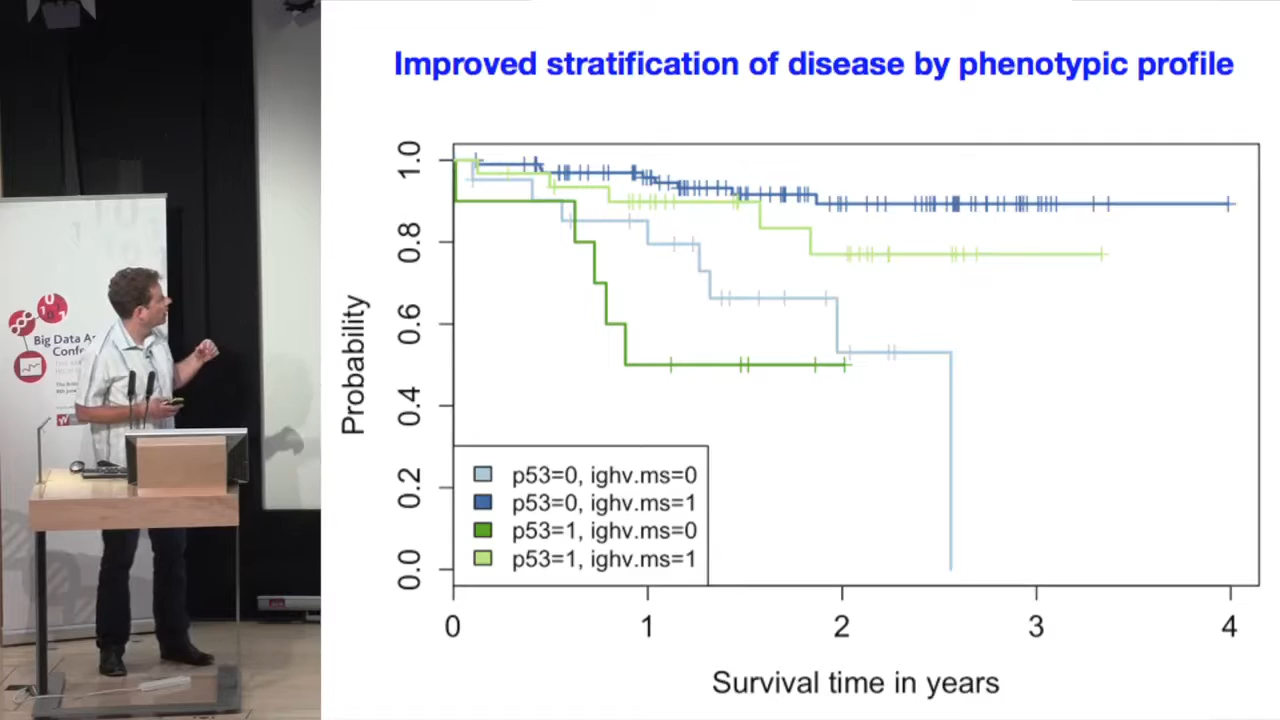 Improved stratification of disease by phenotypic profile
1.0
0.8
0.6
0.4
0.2
0.0
Probability
p53=0, ighv.ms=0
p53=0, ighv.ms=1
p53=1, ighv.ms=0
p53=1, ighv.ms=1
0 1 2 3 4
Survival time in years
Big Data